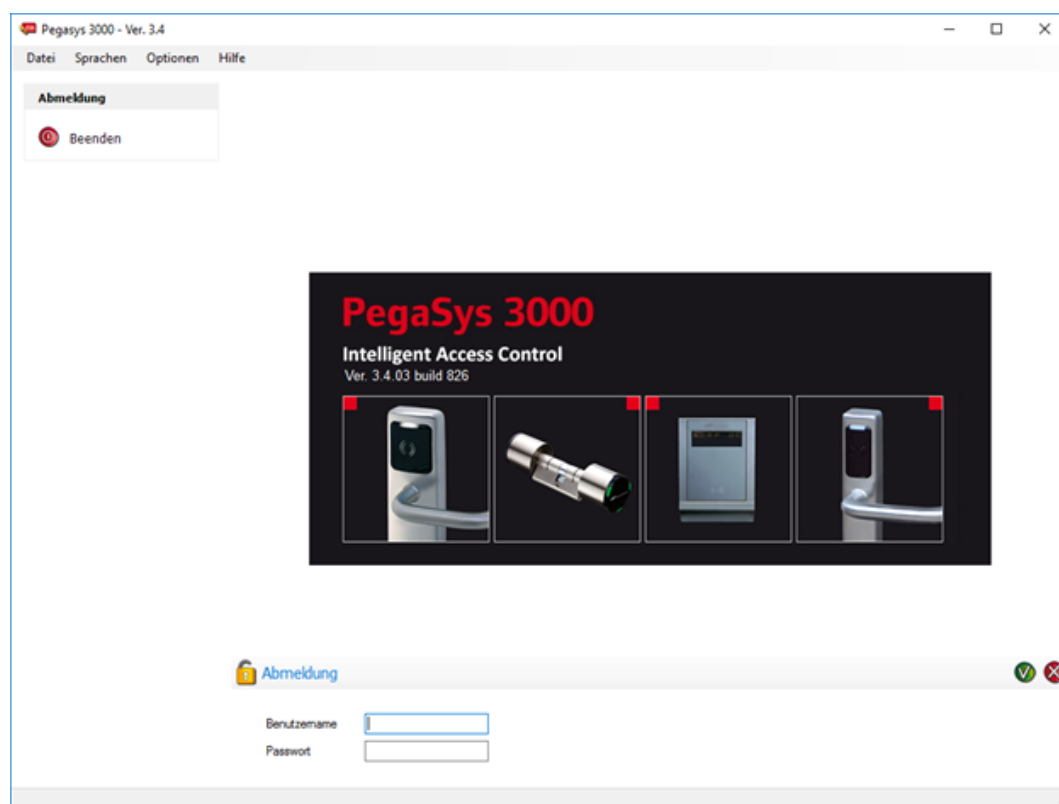 Pegasys 3000 - Ver. 3.4
Datei Sprachen Optionen Hilfe
Abmeldung
Beenden
PegaSys 3000
Intelligent Access Control
Ver. 3.4.03 build 826
Abmeldung
Benutzername
Passwort